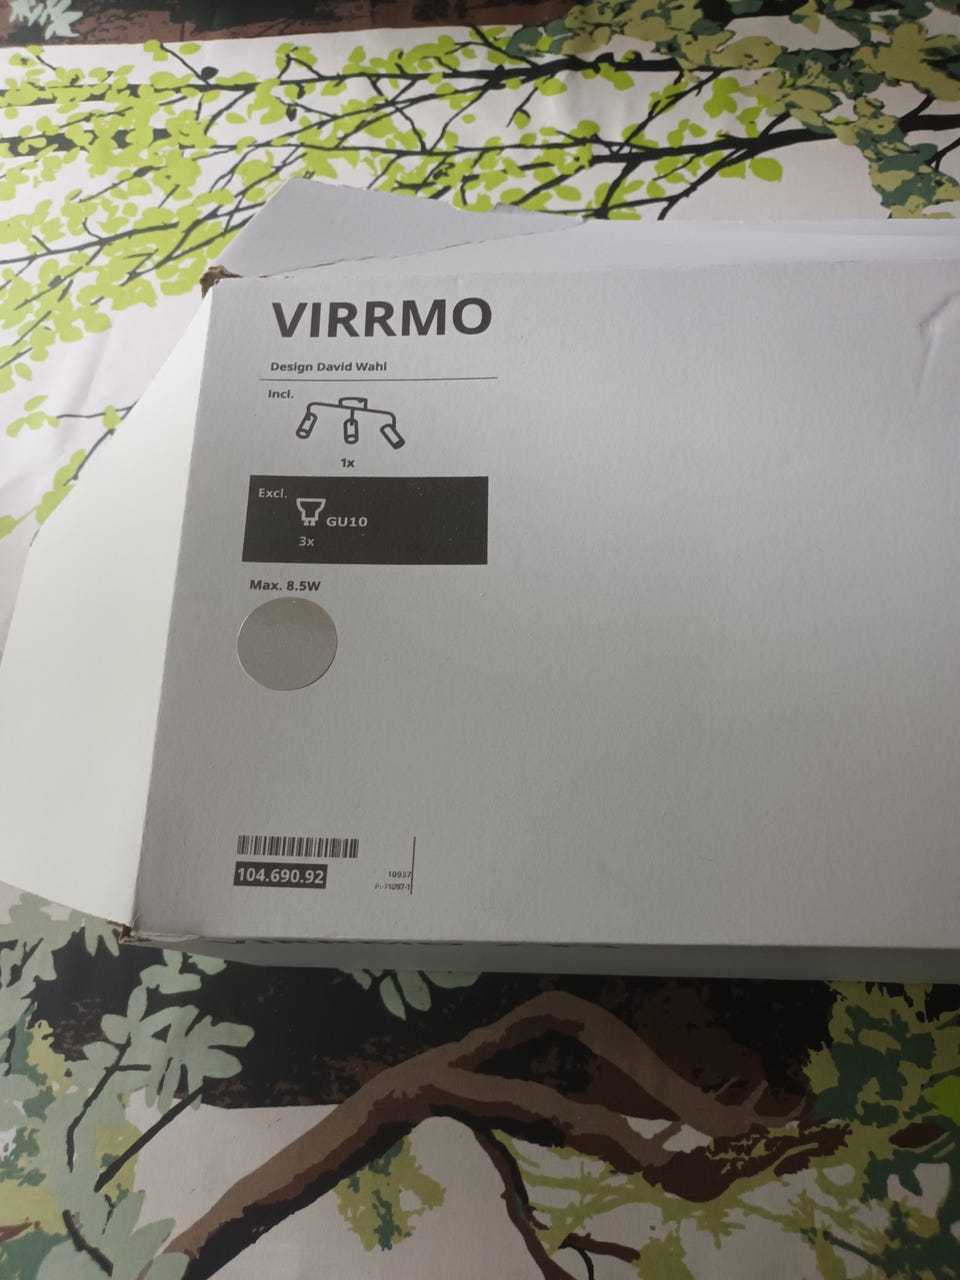 VIRRMO
Design David Wahl
Incl.
1x
Excl.
GU10
3x
Max. 8.5W
104.690.92
10937